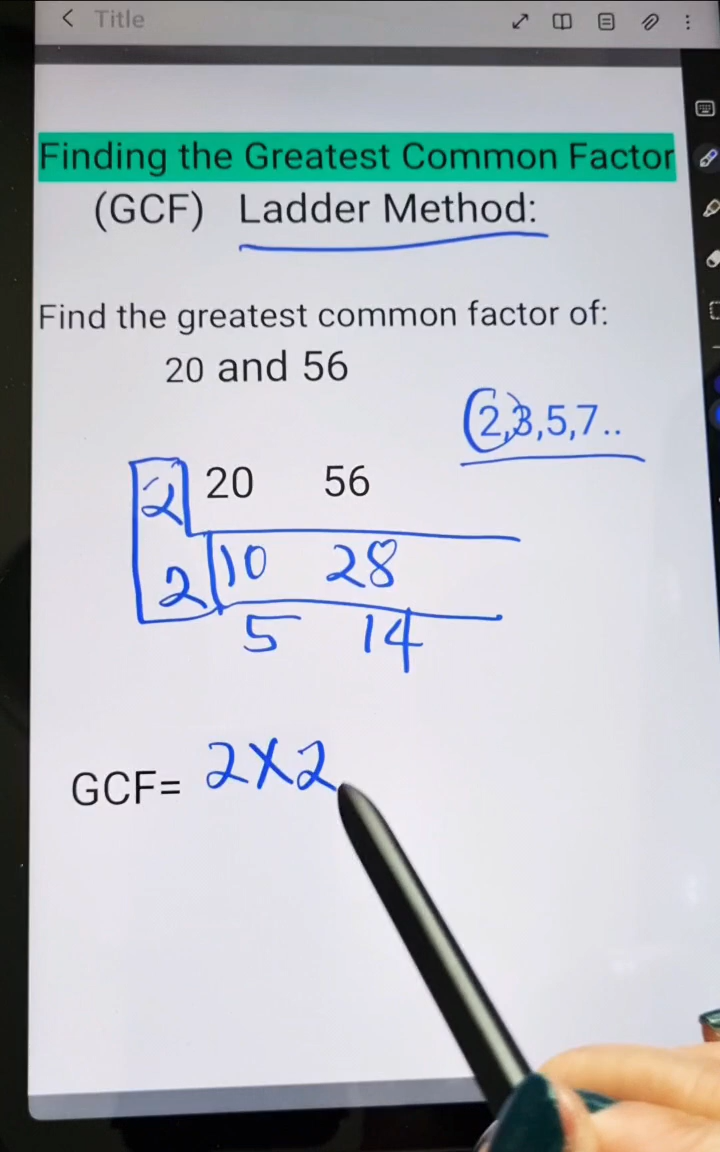 Title
Finding the Greatest Common Factor
(GCF) Ladder Method:
Find the greatest common factor of:
20 and 56
2,3,5,7..
2 20 56
2 10 28
5 14
GCF= 2X2